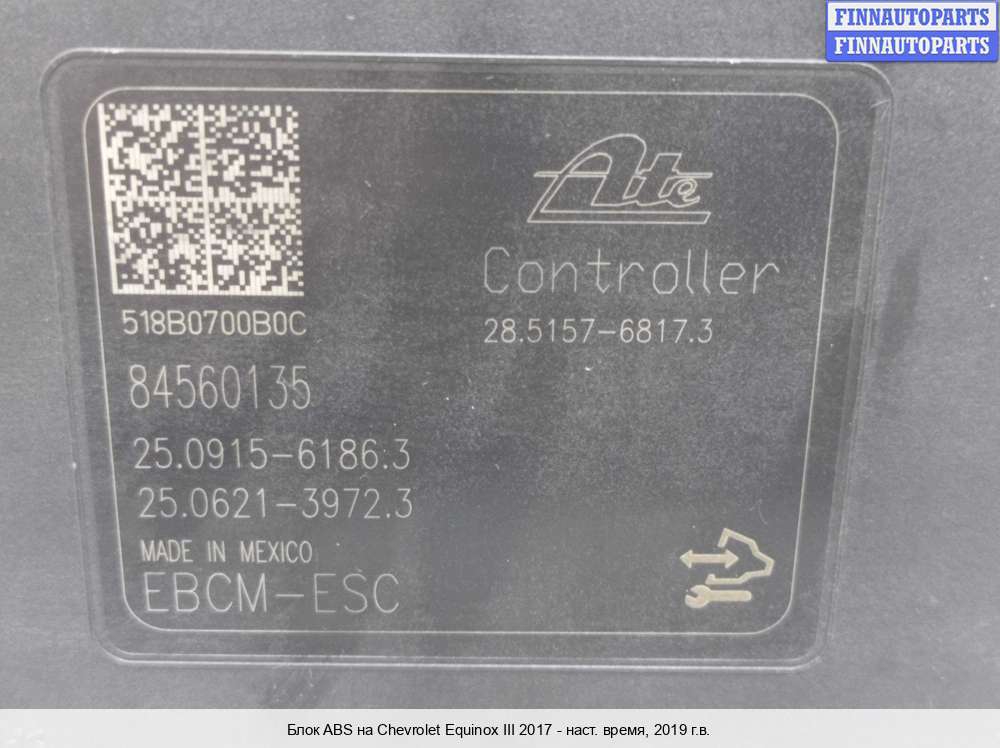 FINNAUTOPARTS
FINNAUTOPARTS
Ate
Controller
28.5157-6817.3
518B0700B0C
84560135
25.0915-6186.3
25.0621-3972.3
MADE IN MEXICO
EBCM-ESC
Блок ABS на Chevrolet Equinox III 2017 - наст. время, 2019 г.в.